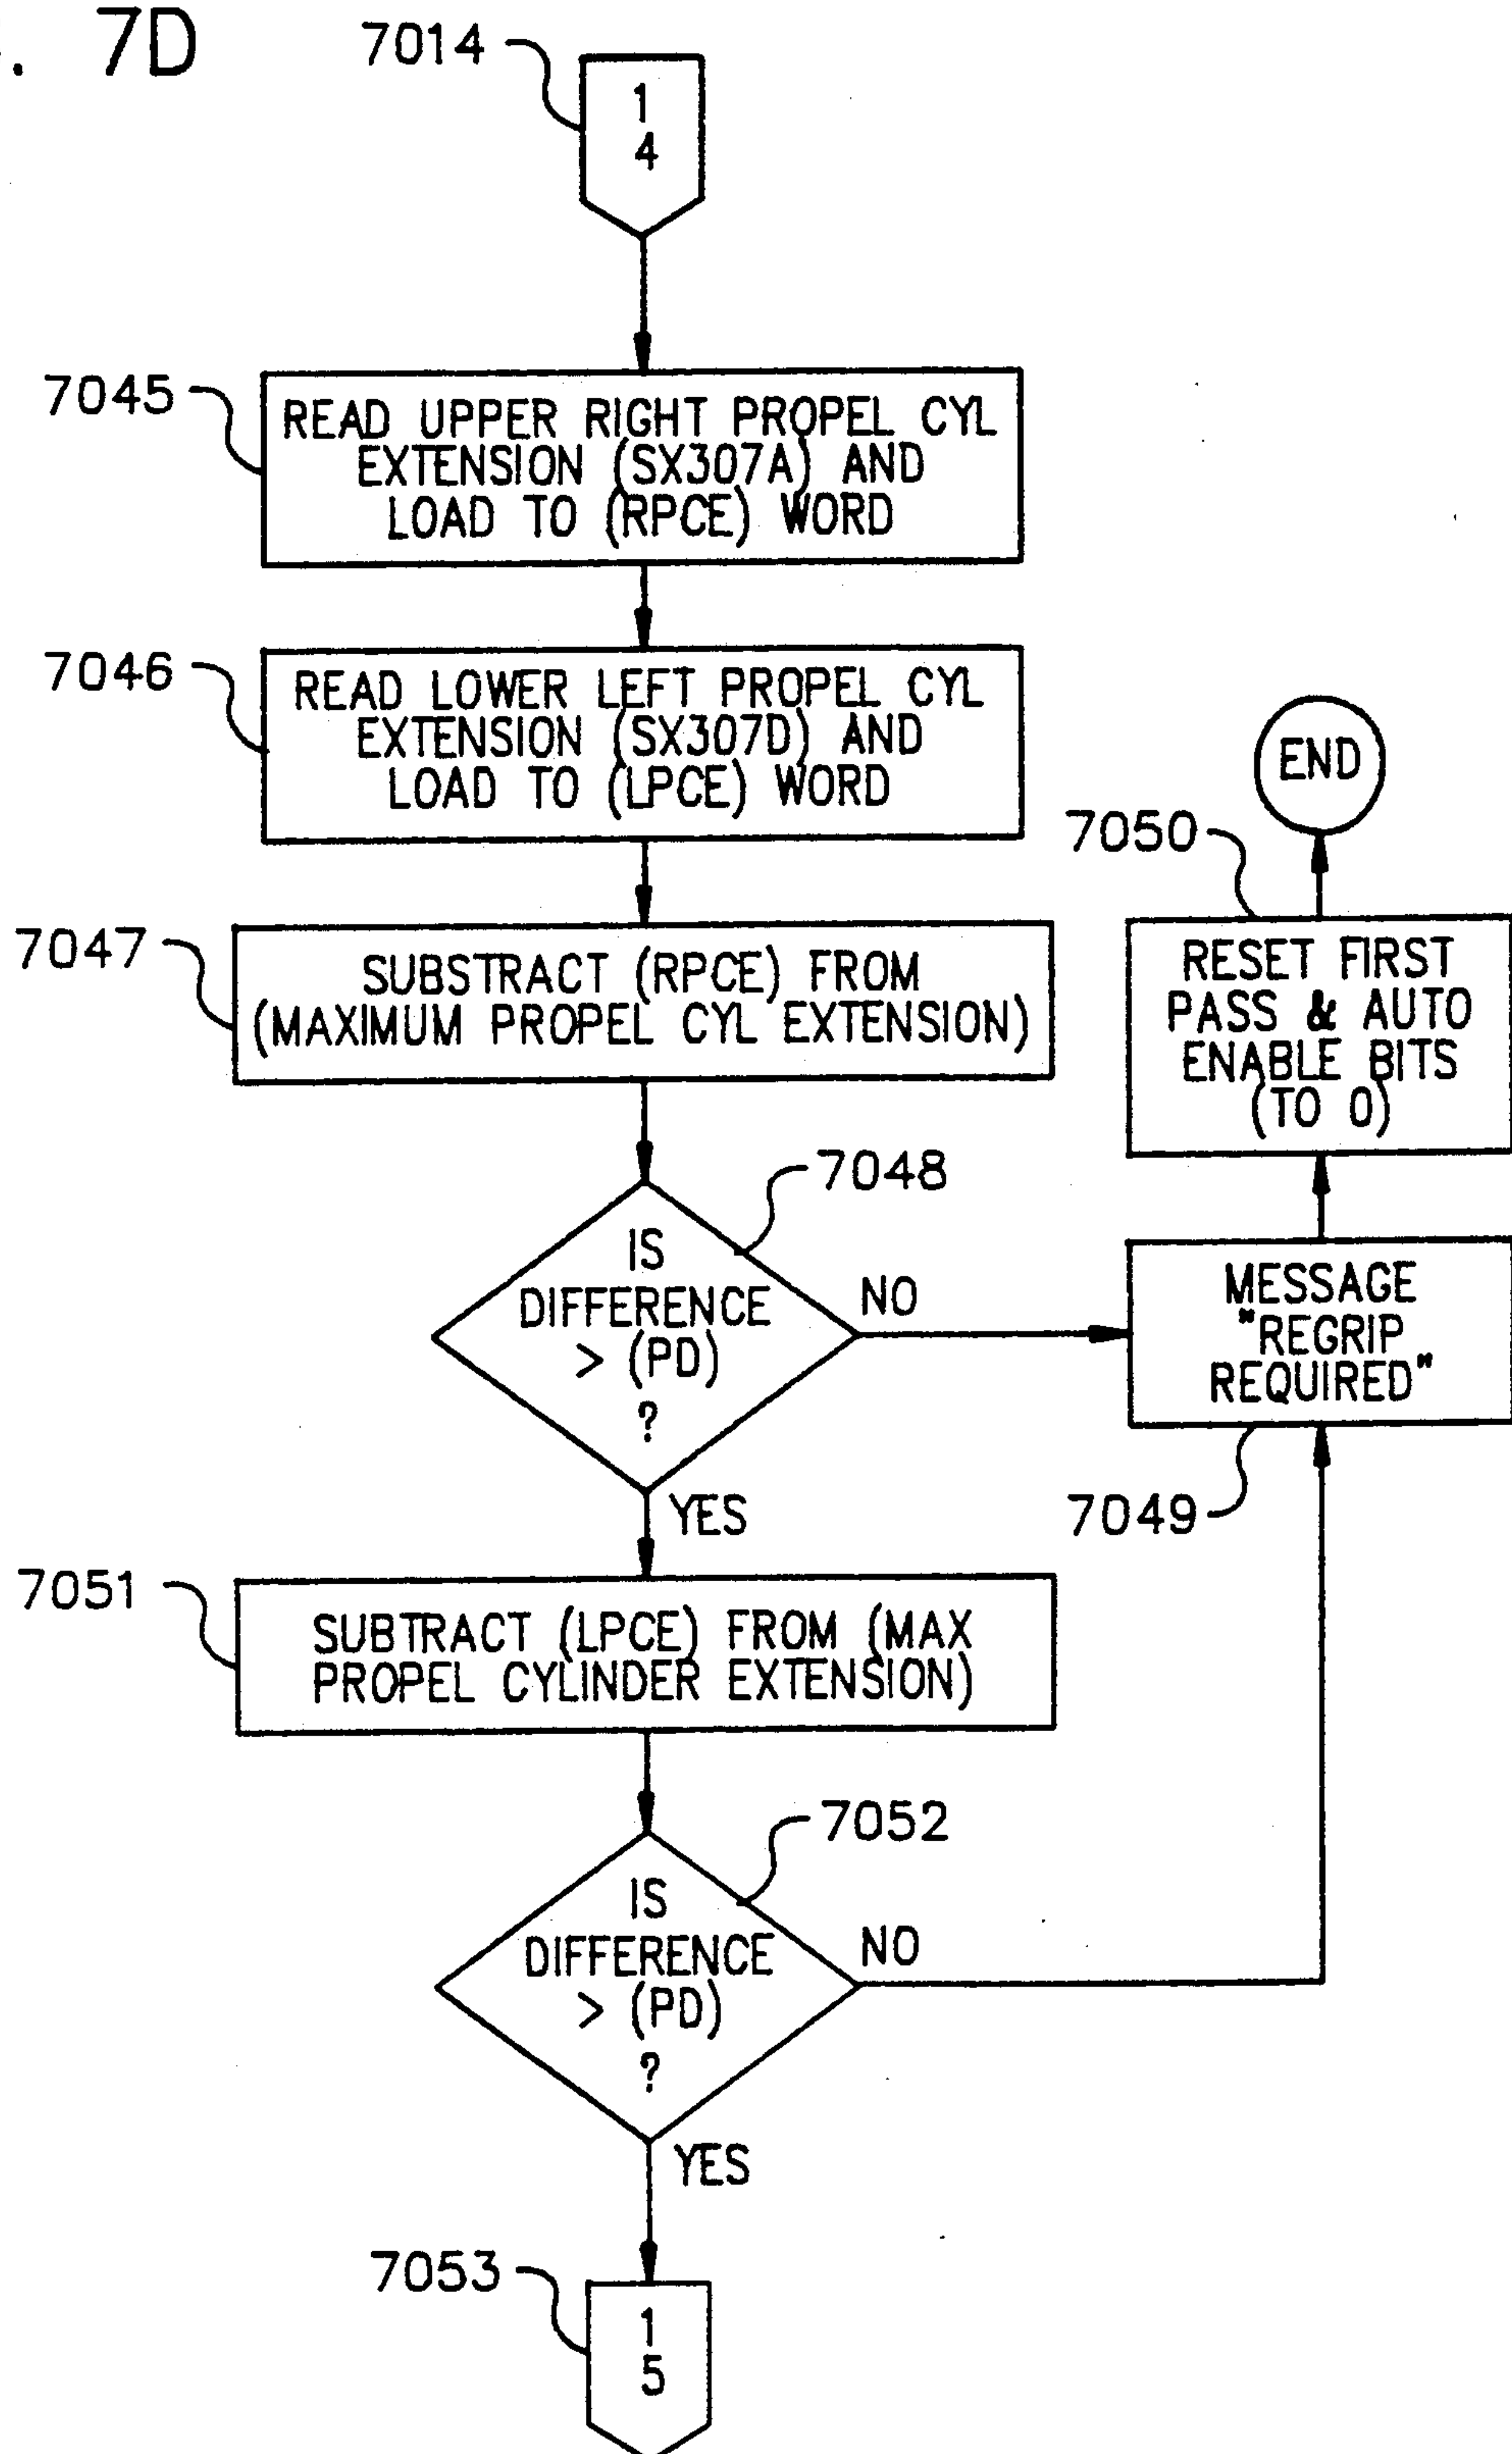 . 7D
7014
1
4
7045
READ UPPER RIGHT PROPEL CYL
EXTENSION (SX307A) AND
LOAD TO (RPCE) WORD
7046
READ LOWER LEFT PROPEL CYL
EXTENSION (SX307D) AND
LOAD TO (LPCE) WORD
END
7050
7047
SUBSTRACT (RPCE) FROM
(MAXIMUM PROPEL CYL EXTENSION)
RESET FIRST
PASS & AUTO
ENABLE BITS
(TO 0)
7048
IS
DIFFERENCE
> (PD)
?
NO
YES
MESSAGE
"REGRIP
REQUIRED"
7049
7051
SUBTRACT (LPCE) FROM (MAX
PROPEL CYLINDER EXTENSION)
7052
IS
DIFFERENCE
> (PD)
?
NO
YES
7053
1
5